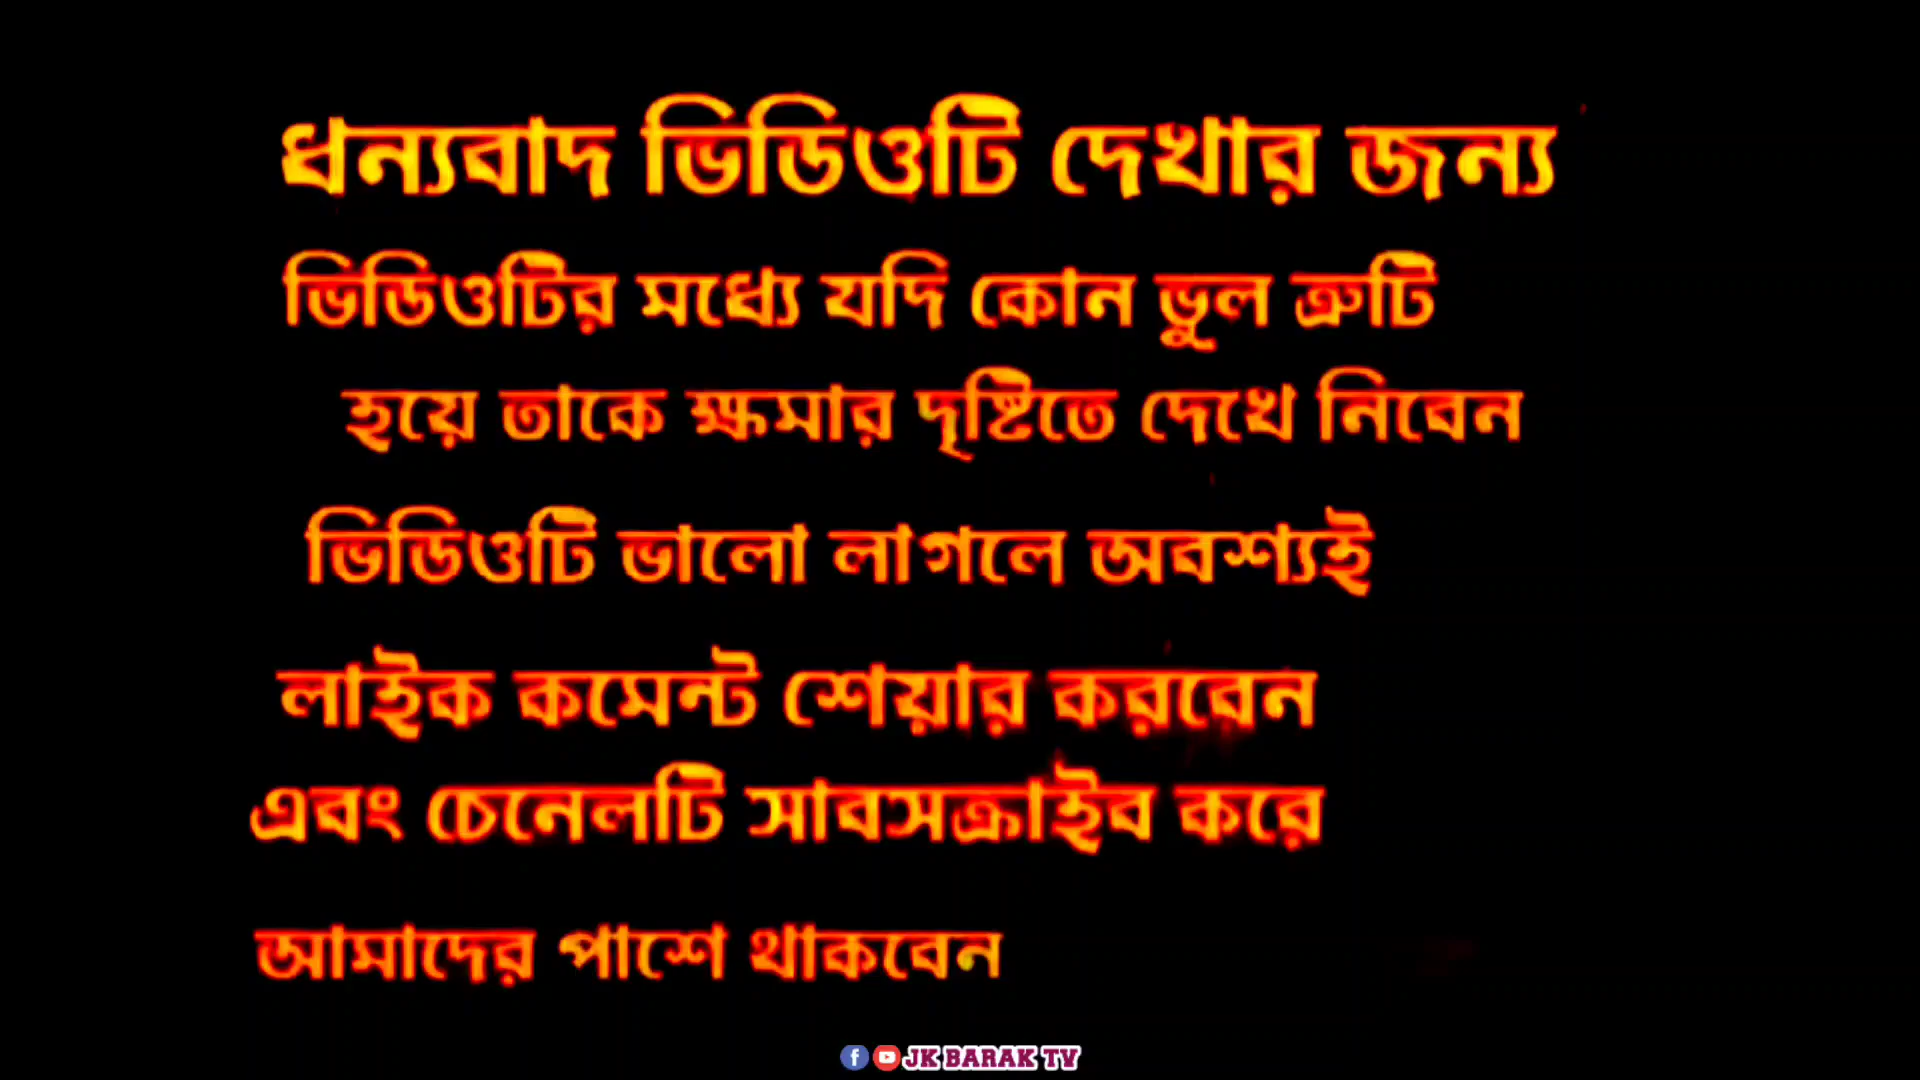 ধন্যবাদ ভিডিওটি দেখার জন্য
ভিডিওটির মধ্যে যদি কোন ভুল ত্রুটি
হয়ে তাকে ক্ষমার দৃষ্টিতে দেখে নিবেন
ভিডিওটি ভালো লাগলে অবশ্যই
লাইক কমেন্ট শেয়ার করবেন
এবং চেনেলটি সাবসক্রাইব করে
আমাদের পাশে থাকবেন
JK BARAK TV